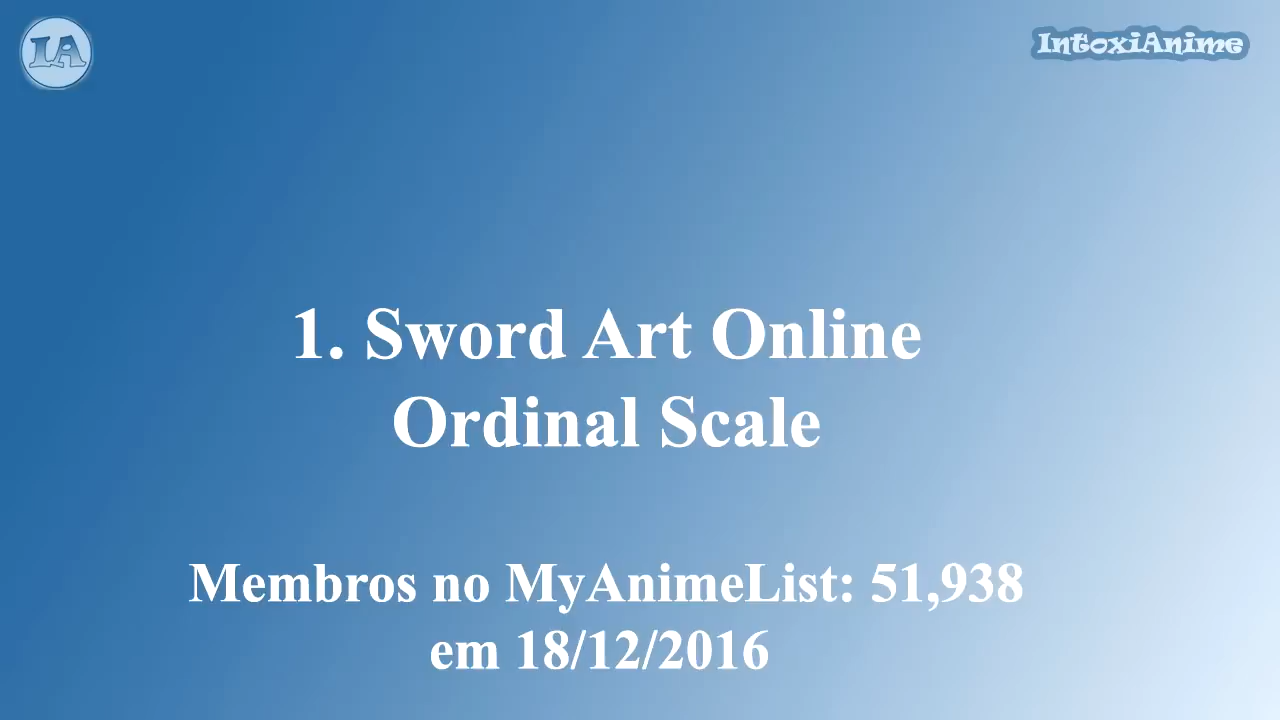 IA
IntoxiAnime
1. Sword Art Online
Ordinal Scale
Membros no MyAnimeList: 51,938
em 18/12/2016